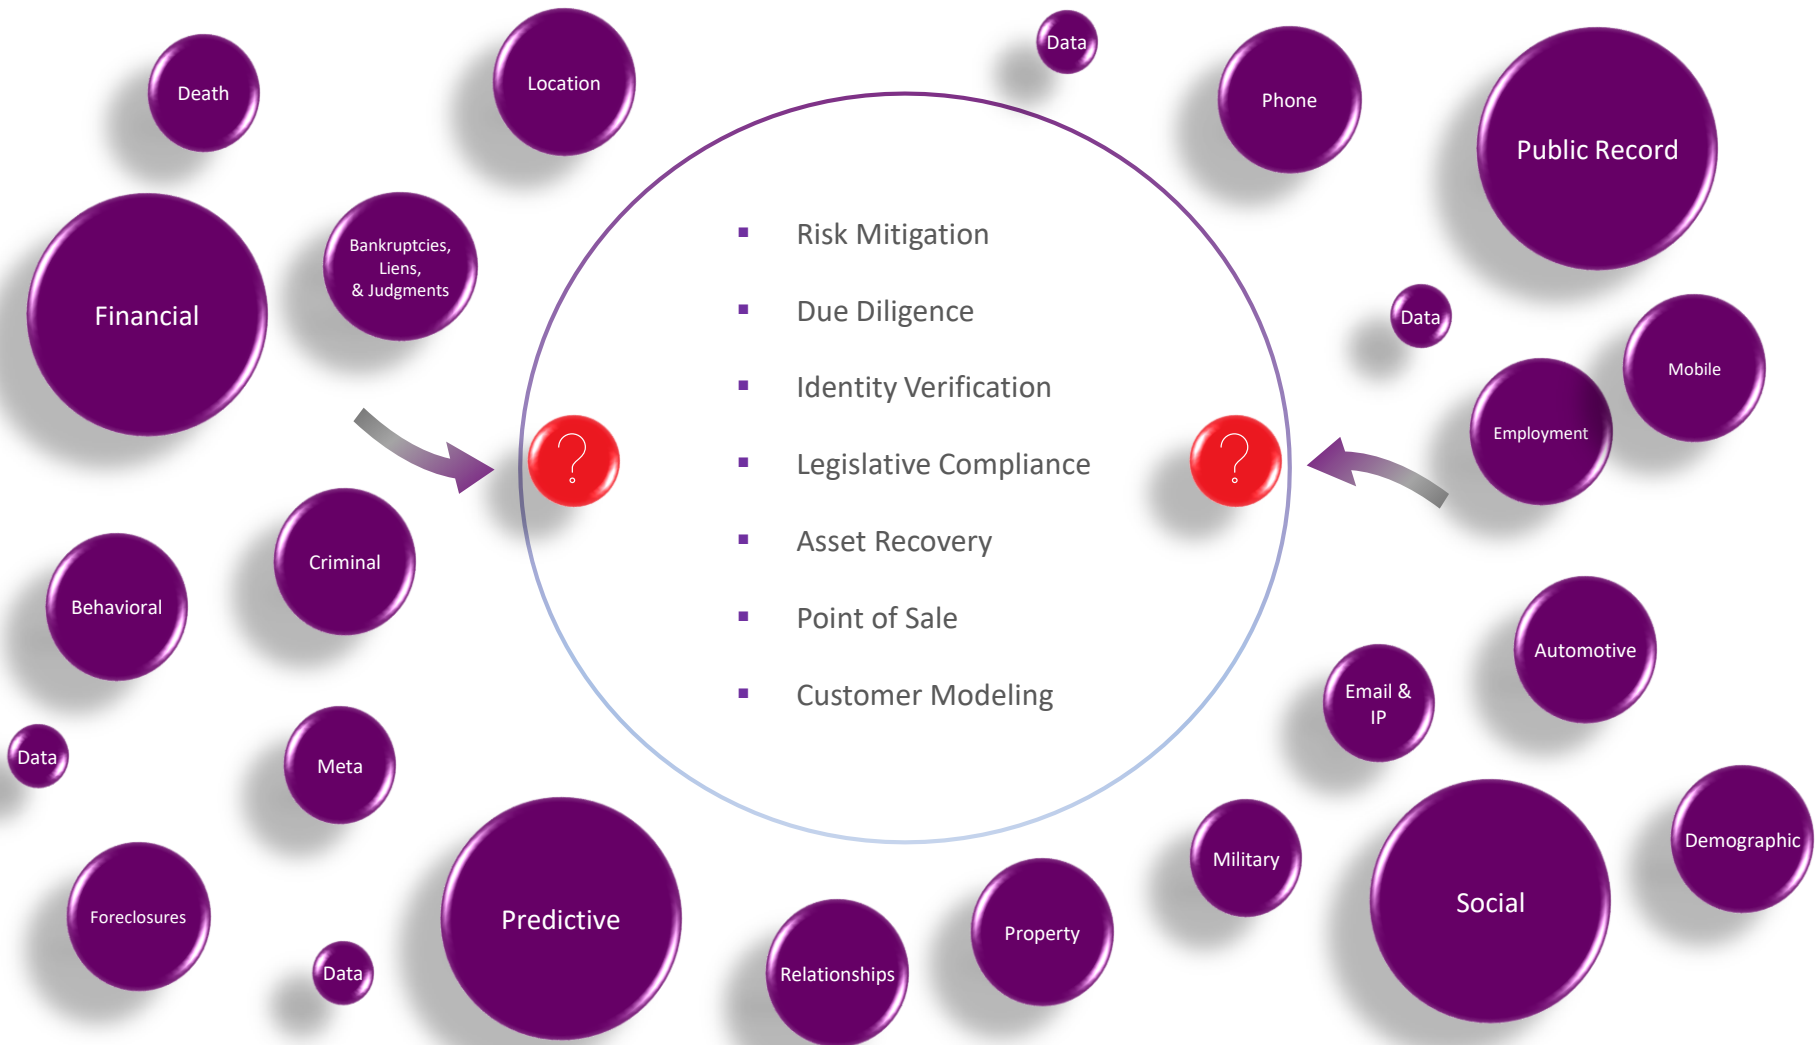 Data
Death
Location
Phone
Public Record
Bankruptcies,
Liens,
& Judgments
Financial
Risk Mitigation
Due Diligence
Identity Verification
Legislative Compliance
Asset Recovery
Point of Sale
Customer Modeling
?
?
Data
Mobile
Employment
Criminal
Behavioral
Automotive
Email &
IP
Data
Meta
Demographic
Military
Social
Foreclosures
Predictive
Property
Relationships
Data